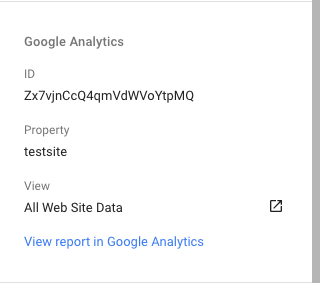 Google Analytics
ID
Zx7vjnCcQ4qmVdWVoYtpMQ
Property
testsite
View
All Web Site Data
View report in Google Analytics